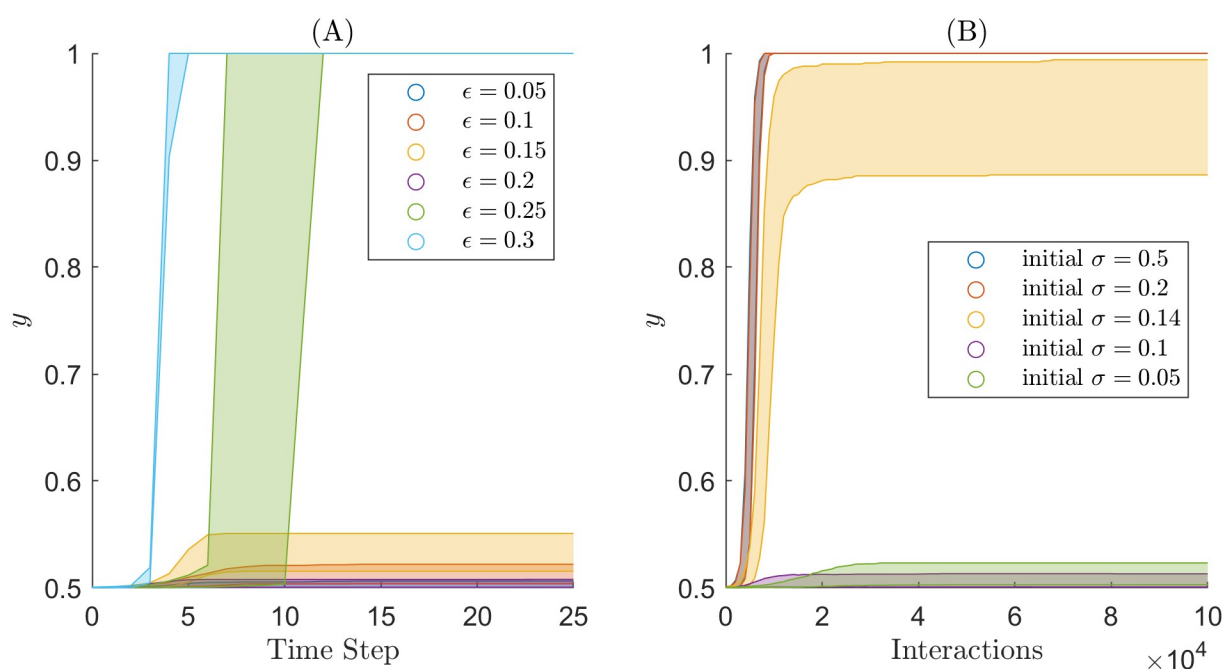 (A)
1
0.9
0.8
0.7
0.6
0.5
y
0
5
10
15
20
25
Time Step
ϵ = 0.05
ϵ = 0.1
ϵ = 0.15
ϵ = 0.2
ϵ = 0.25
ϵ = 0.3
(B)
1
0.9
0.8
0.7
0.6
0.5
y
0
2
4
6
8
10
×10⁴
Interactions
initial σ = 0.5
initial σ = 0.2
initial σ = 0.14
initial σ = 0.1
initial σ = 0.05